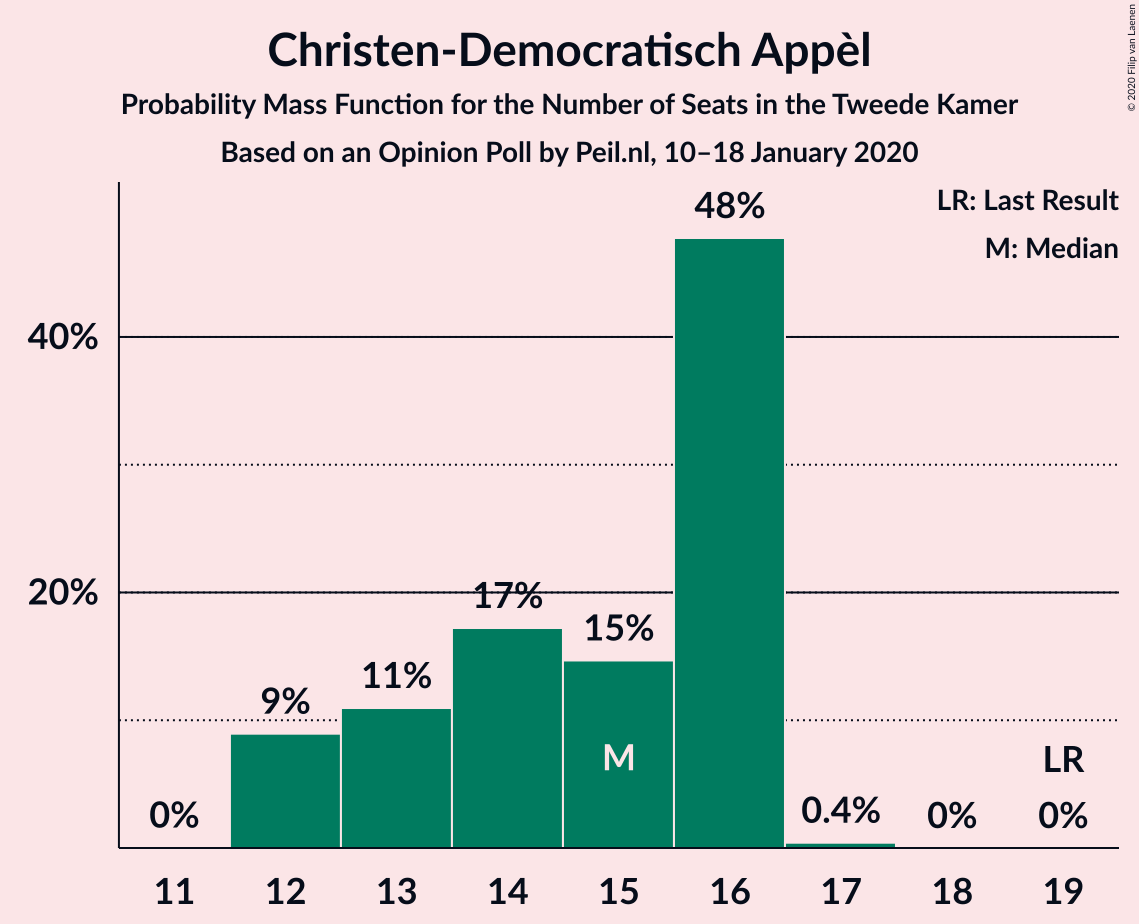 Christen-Democratisch Appèl
Probability Mass Function for the Number of Seats in the Tweede Kamer
Based on an Opinion Poll by Peil.nl, 10–18 January 2020
© 2020 Filip van Laenen
LR: Last Result
M: Median
48%
40%
20%
17%
15%
11%
9%
M
LR
0%
0.4%
0%
0%
11 12 13 14 15 16 17 18 19